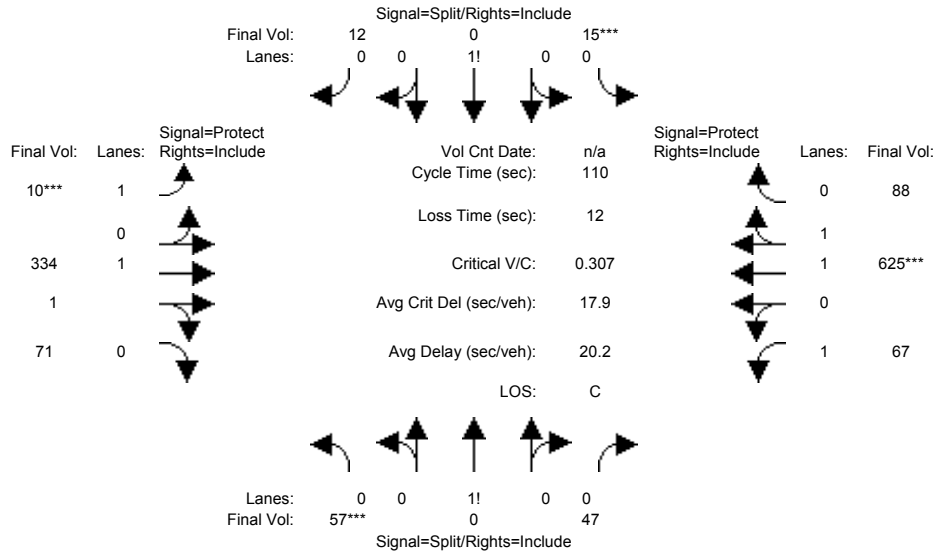 Signal=Split/Rights=Include
Final Vol: 12 0 15***
Lanes: 0 0 1! 0 0
Signal=Protect Signal=Protect
Final Vol: Lanes: Rights=Include Vol Cnt Date: n/a Rights=Include Lanes: Final Vol:
Cycle Time (sec): 110
10*** 1 0 88
Loss Time (sec): 12
0 1
334 1 Critical V/C: 0.307 1 625***
1 0 Avg Crit Del (sec/veh): 17.9 0
71 0 Avg Delay (sec/veh): 20.2 1 67
LOS: C
Lanes: 0 0 1! 0 0
Final Vol: 57*** 0 47
Signal=Split/Rights=Include